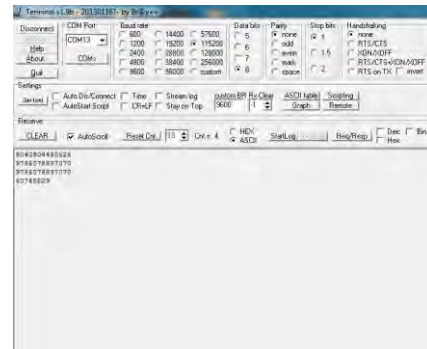 Terminal v1.9b - 20130116? - by Br@y++
Disconnect
Help
About
Quit
COM Port
COM13
COMs
Baud rate
600 14400 57600
1200 19200 115200
2400 28800 128000
4800 38400 256000
9600 56000 custom
Data bits
5
6
7
8
Parity
none
odd
even
mark
space
Stop bits
1
1.5
2
Handshaking
none
RTS/CTS
XON/XOFF
RTS/CTS+XON/XOFF
RTS on TX invert
Settings
Set font
Auto Dis/Connect Time Stream log
AutoStart Script CR=LF Stay on Top
custom BR Rx Clear
9600 -1
ASCII table Scripting
Graph Remote
Receive
CLEAR AutoScroll Reset Cnt 13 Cnt = 4
HEX
ASCII
StartLog Req/Resp
Dec Bin
Hex
9786078697070
9786078697070